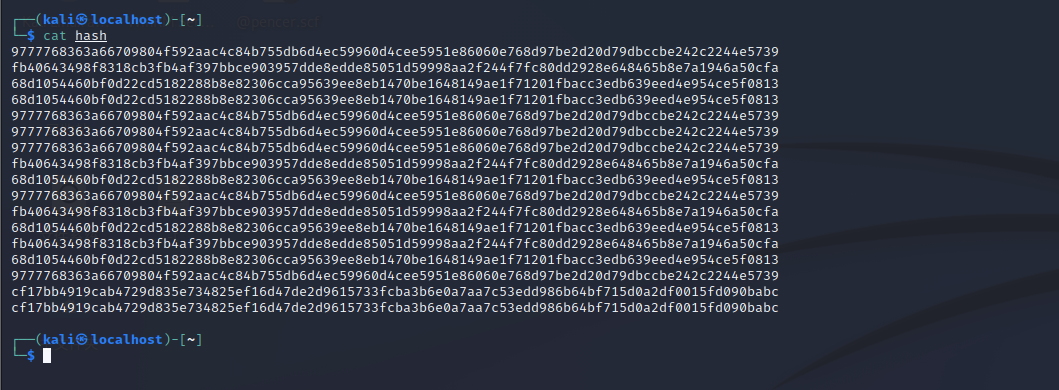 ┌──(kali㉿localhost)-[~]
└─$ cat hash
9777768363a66709804f592aac4c84b755db6d4ec59960d4cee5951e86060e768d97be2d20d79dbccbe242c2244e5739
fb40643498f8318cb3fb4af397bbce903957dde8edde85051d59998aa2f244f7fc80dd2928e648465b8e7a1946a50cfa
68d1054460bf0d22cd5182288b8e82306cca95639ee8eb1470be1648149ae1f71201fbacc3edb639eed4e954ce5f0813
68d1054460bf0d22cd5182288b8e82306cca95639ee8eb1470be1648149ae1f71201fbacc3edb639eed4e954ce5f0813
9777768363a66709804f592aac4c84b755db6d4ec59960d4cee5951e86060e768d97be2d20d79dbccbe242c2244e5739
9777768363a66709804f592aac4c84b755db6d4ec59960d4cee5951e86060e768d97be2d20d79dbccbe242c2244e5739
9777768363a66709804f592aac4c84b755db6d4ec59960d4cee5951e86060e768d97be2d20d79dbccbe242c2244e5739
fb40643498f8318cb3fb4af397bbce903957dde8edde85051d59998aa2f244f7fc80dd2928e648465b8e7a1946a50cfa
68d1054460bf0d22cd5182288b8e82306cca95639ee8eb1470be1648149ae1f71201fbacc3edb639eed4e954ce5f0813
9777768363a66709804f592aac4c84b755db6d4ec59960d4cee5951e86060e768d97be2d20d79dbccbe242c2244e5739
fb40643498f8318cb3fb4af397bbce903957dde8edde85051d59998aa2f244f7fc80dd2928e648465b8e7a1946a50cfa
68d1054460bf0d22cd5182288b8e82306cca95639ee8eb1470be1648149ae1f71201fbacc3edb639eed4e954ce5f0813
fb40643498f8318cb3fb4af397bbce903957dde8edde85051d59998aa2f244f7fc80dd2928e648465b8e7a1946a50cfa
68d1054460bf0d22cd5182288b8e82306cca95639ee8eb1470be1648149ae1f71201fbacc3edb639eed4e954ce5f0813
9777768363a66709804f592aac4c84b755db6d4ec59960d4cee5951e86060e768d97be2d20d79dbccbe242c2244e5739
cf17bb4919cab4729d835e734825ef16d47de2d9615733fcba3b6e0a7aa7c53edd986b64bf715d0a2df0015fd090babc
cf17bb4919cab4729d835e734825ef16d47de2d9615733fcba3b6e0a7aa7c53edd986b64bf715d0a2df0015fd090babc
┌──(kali㉿localhost)-[~]
└─$